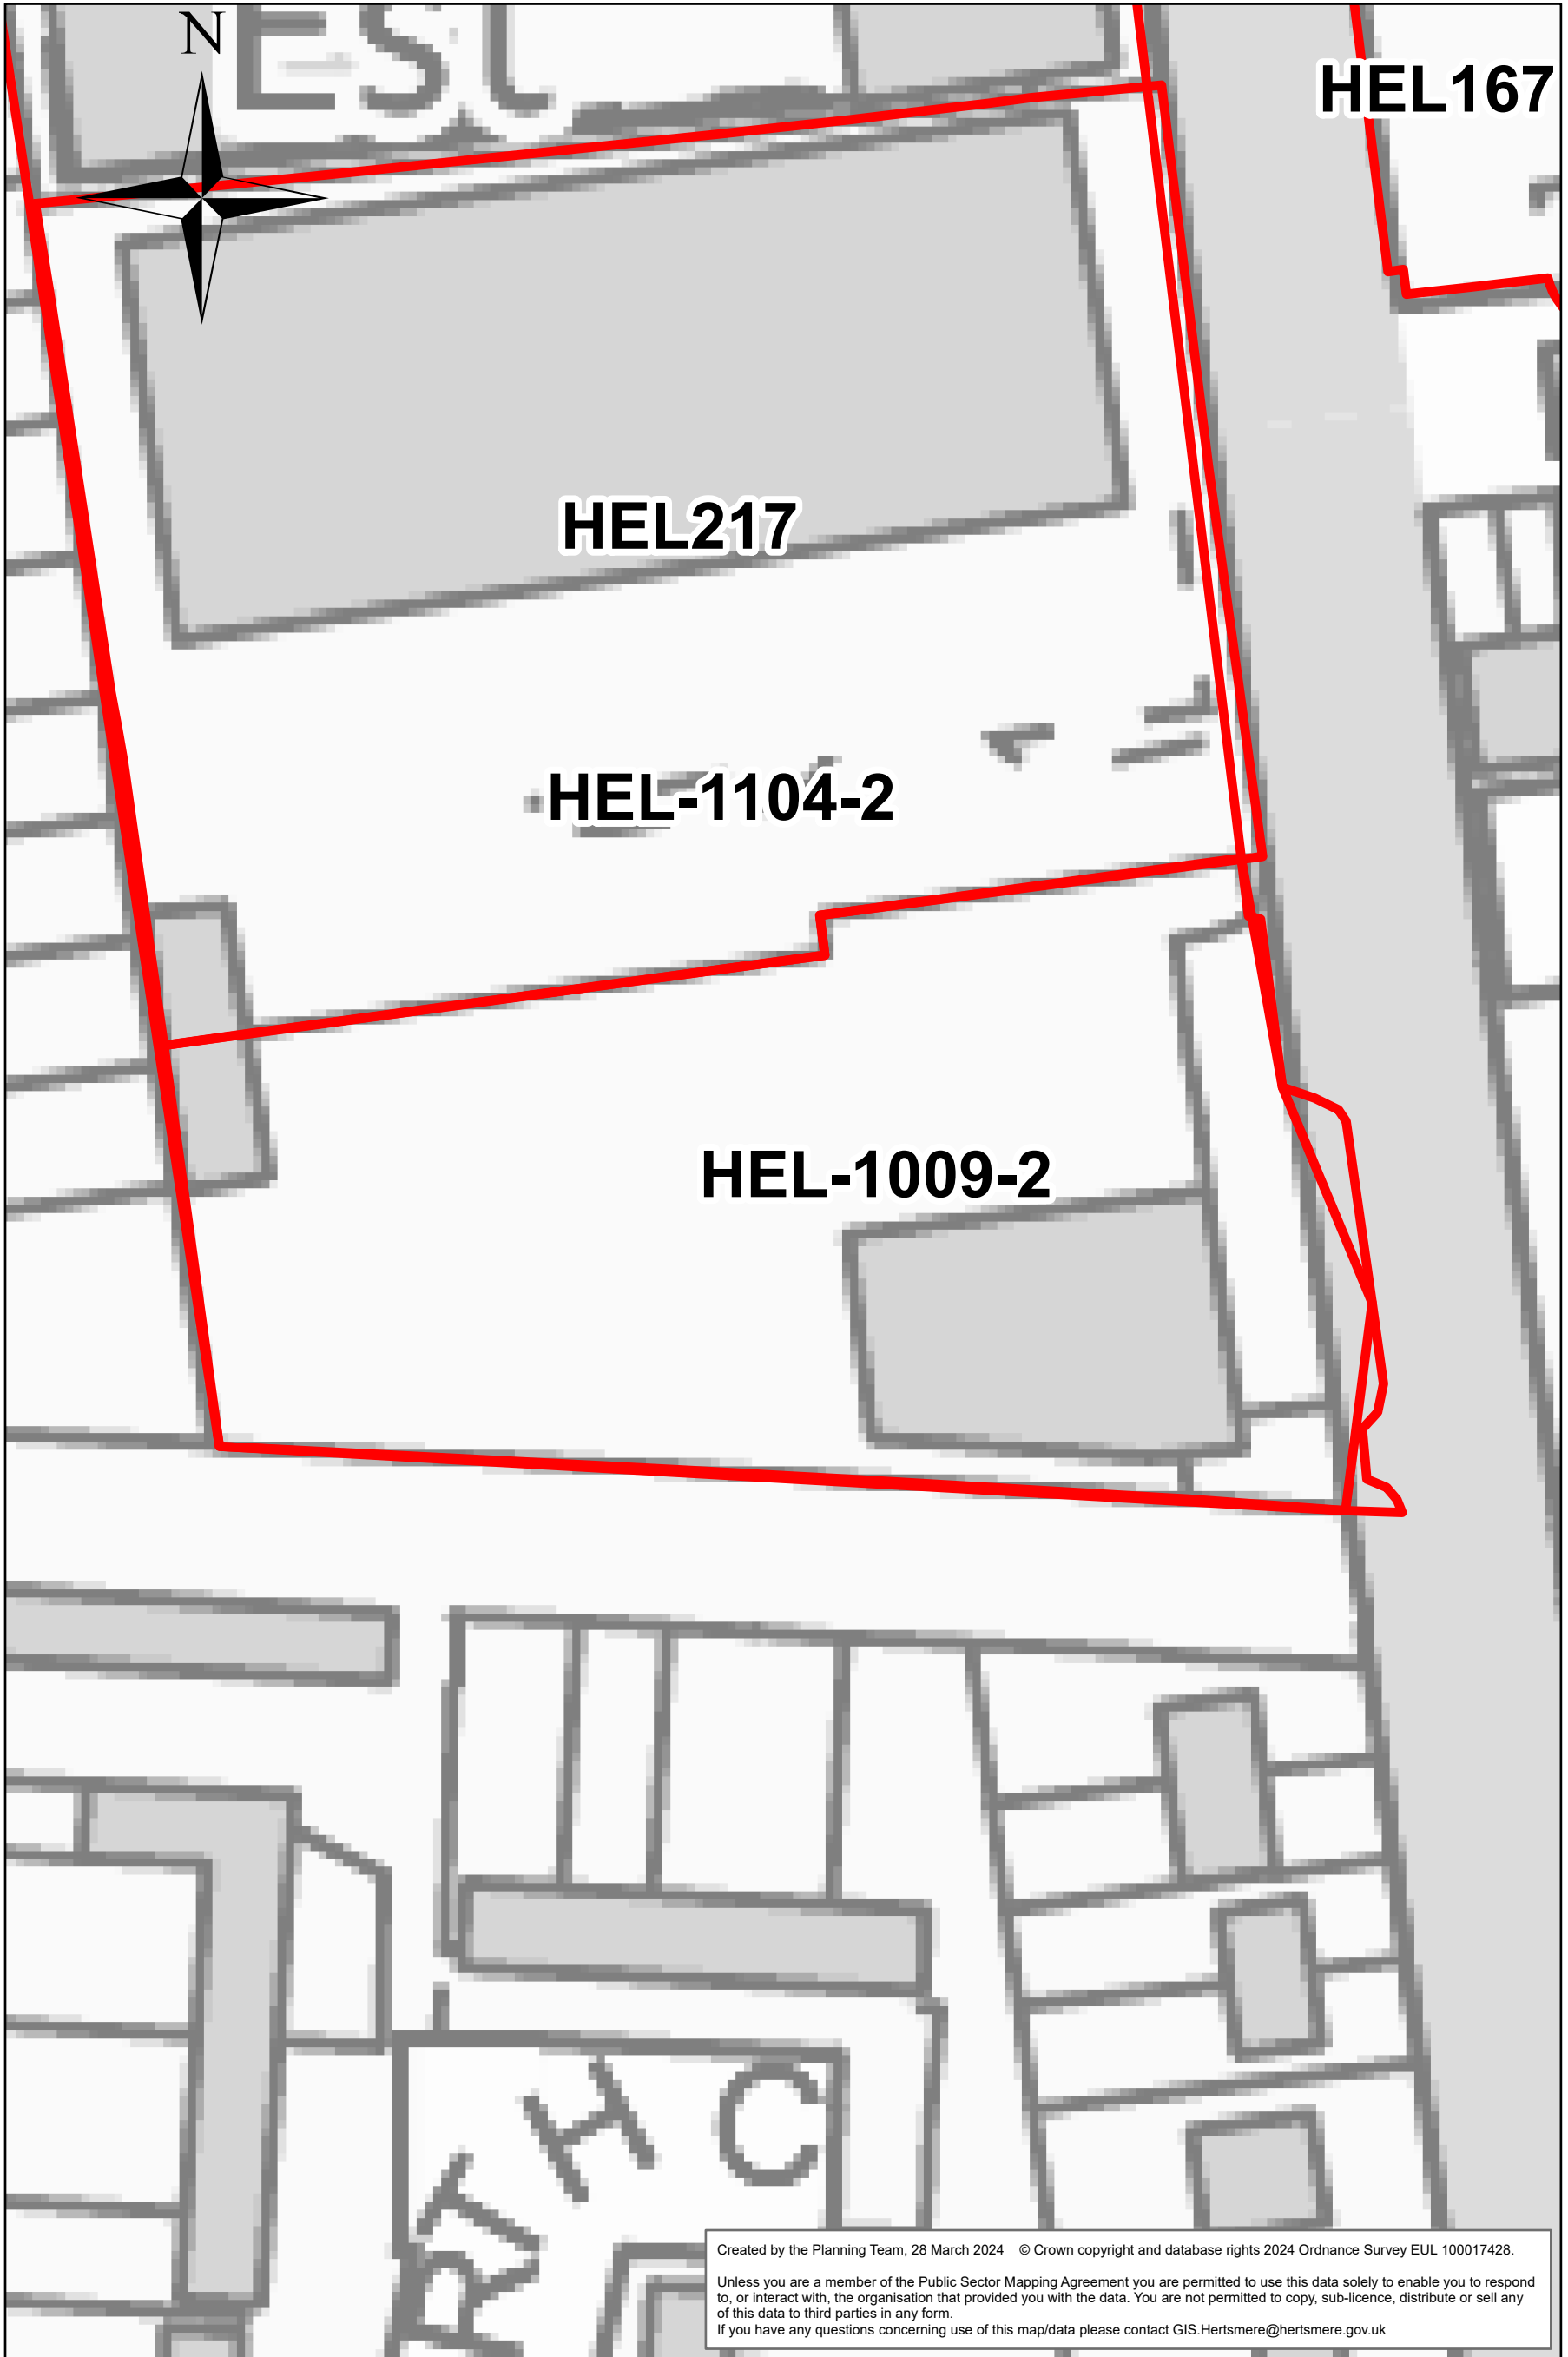 N
ESC
HEL167
HEL217
HEL-1104-2
HEL-1009-2
H C
Created by the Planning Team, 28 March 2024 © Crown copyright and database rights 2024 Ordnance Survey EUL 100017428.
Unless you are a member of the Public Sector Mapping Agreement you are permitted to use this data solely to enable you to respond
to, or interact with, the organisation that provided you with the data. You are not permitted to copy, sub-licence, distribute or sell any
of this data to third parties in any form.
If you have any questions concerning use of this map/data please contact GIS.Hertsmere@hertsmere.gov.uk